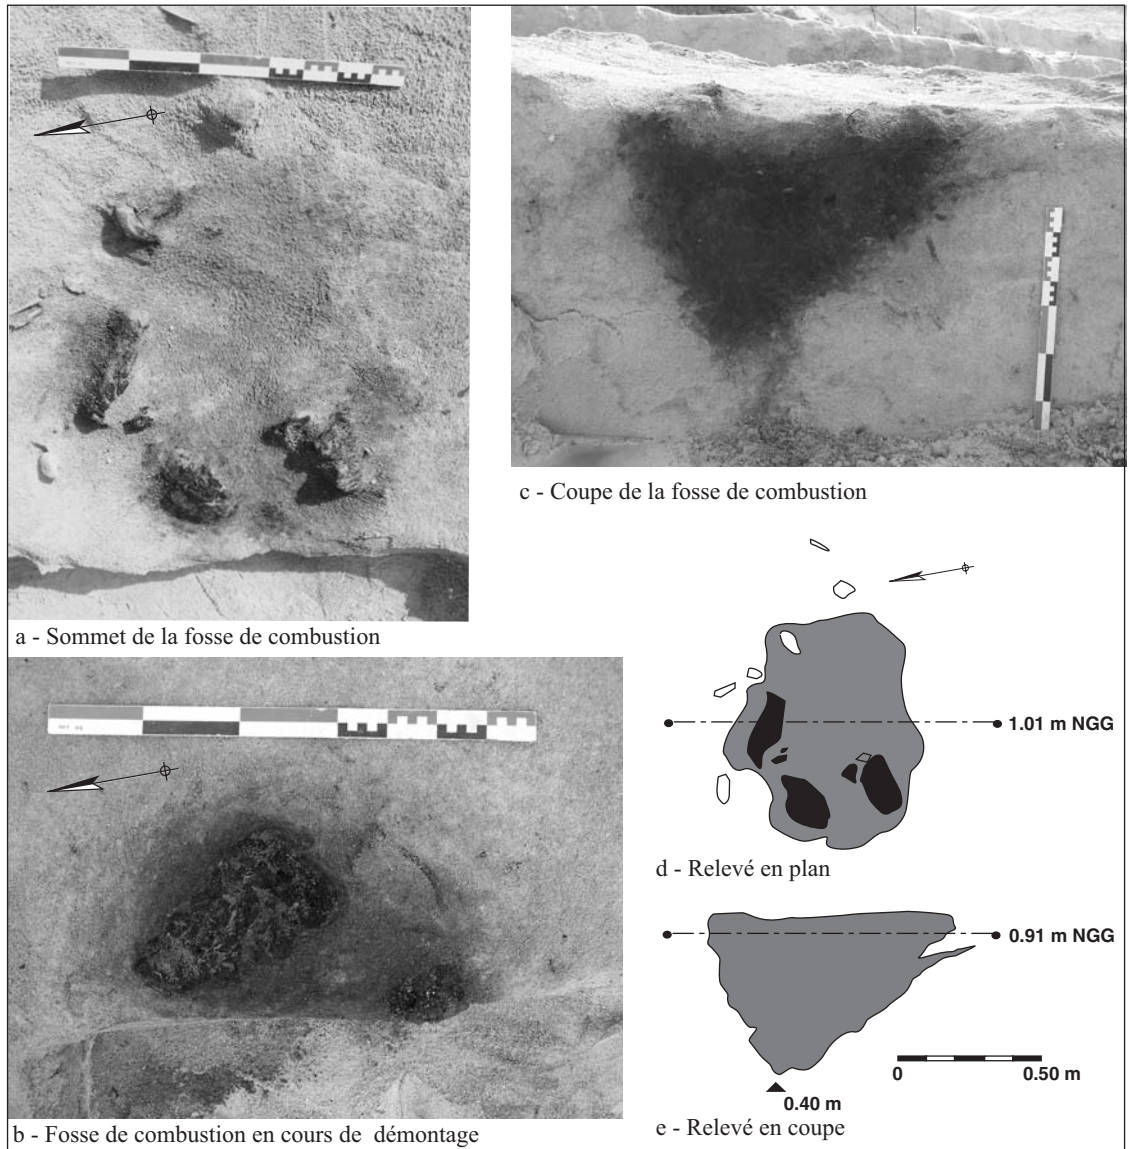 a - Sommet de la fosse de combustion
b - Fosse de combustion en cours de démontage
c - Coupe de la fosse de combustion
1.01 m NGG
d - Relevé en plan
0.91 m NGG
0 0.50 m
0.40 m
e - Relevé en coupe